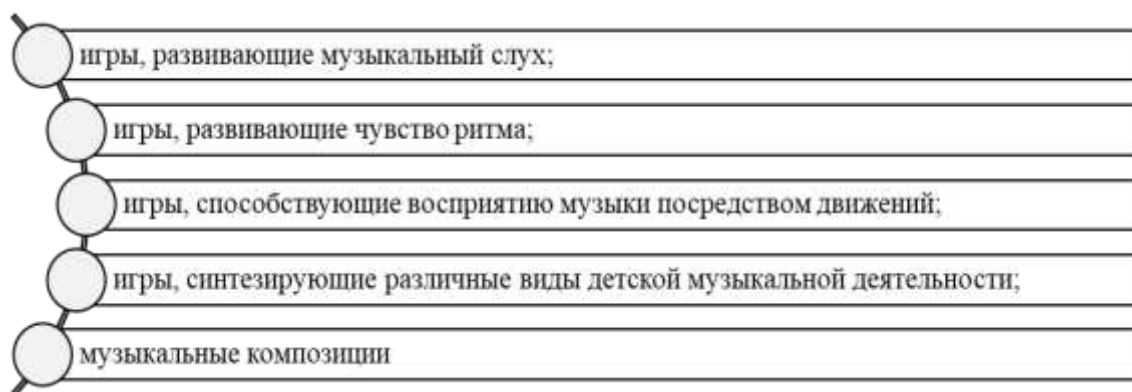 игры, развивающие музыкальный слух;
игры, развивающие чувство ритма;
игры, способствующие восприятию музыки посредством движений;
игры, синтезирующие различные виды детской музыкальной деятельности;
музыкальные композиции